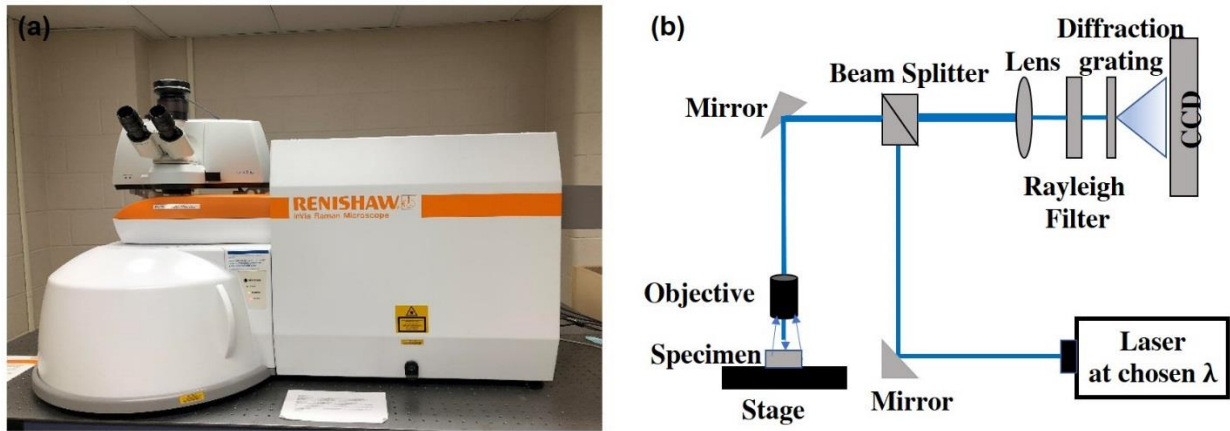 (a)
RENISHAW
inVia Raman Microscope
(b)
Diffraction
grating
Lens
Beam Splitter
Mirror
CCD
Rayleigh
Filter
Objective
Specimen
Stage
Mirror
Laser
at chosen λ